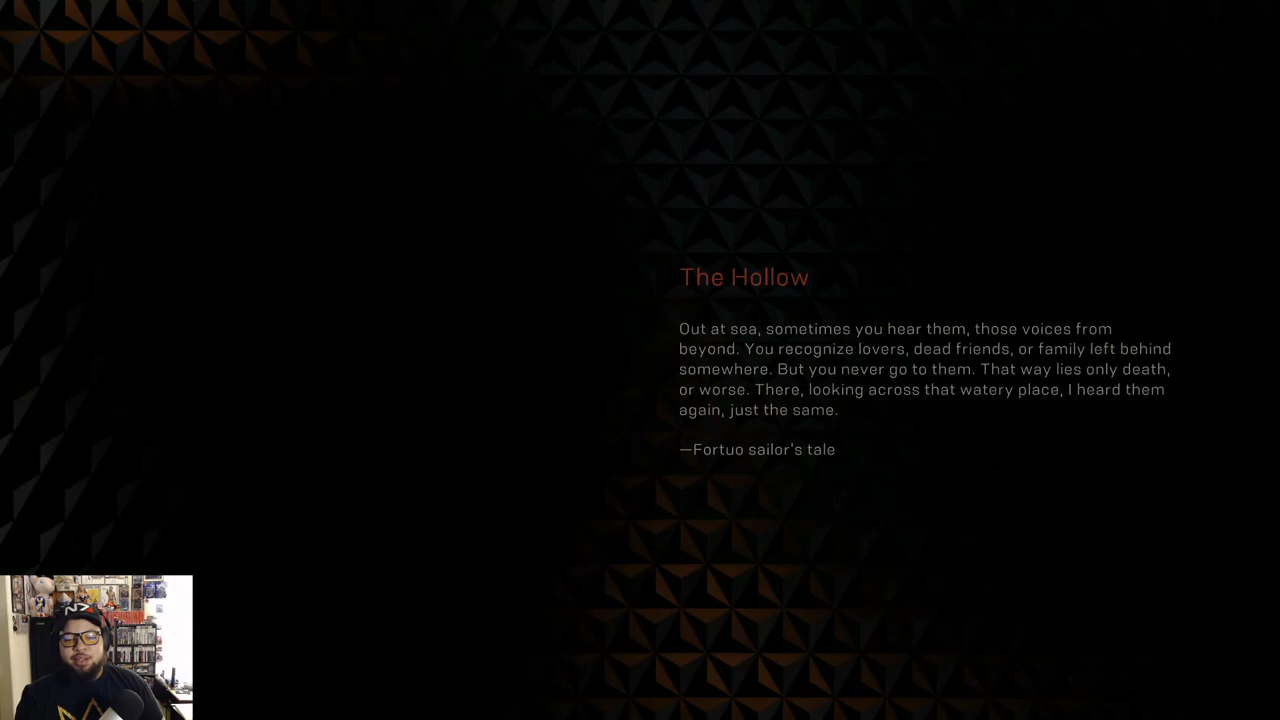 The Hollow
Out at sea, sometimes you hear them, those voices from
beyond. You recognize lovers, dead friends, or family left behind
somewhere. But you never go to them. That way lies only death,
or worse. There, looking across that watery place, I heard them
again, just the same.
—Fortuo sailor's tale
N7